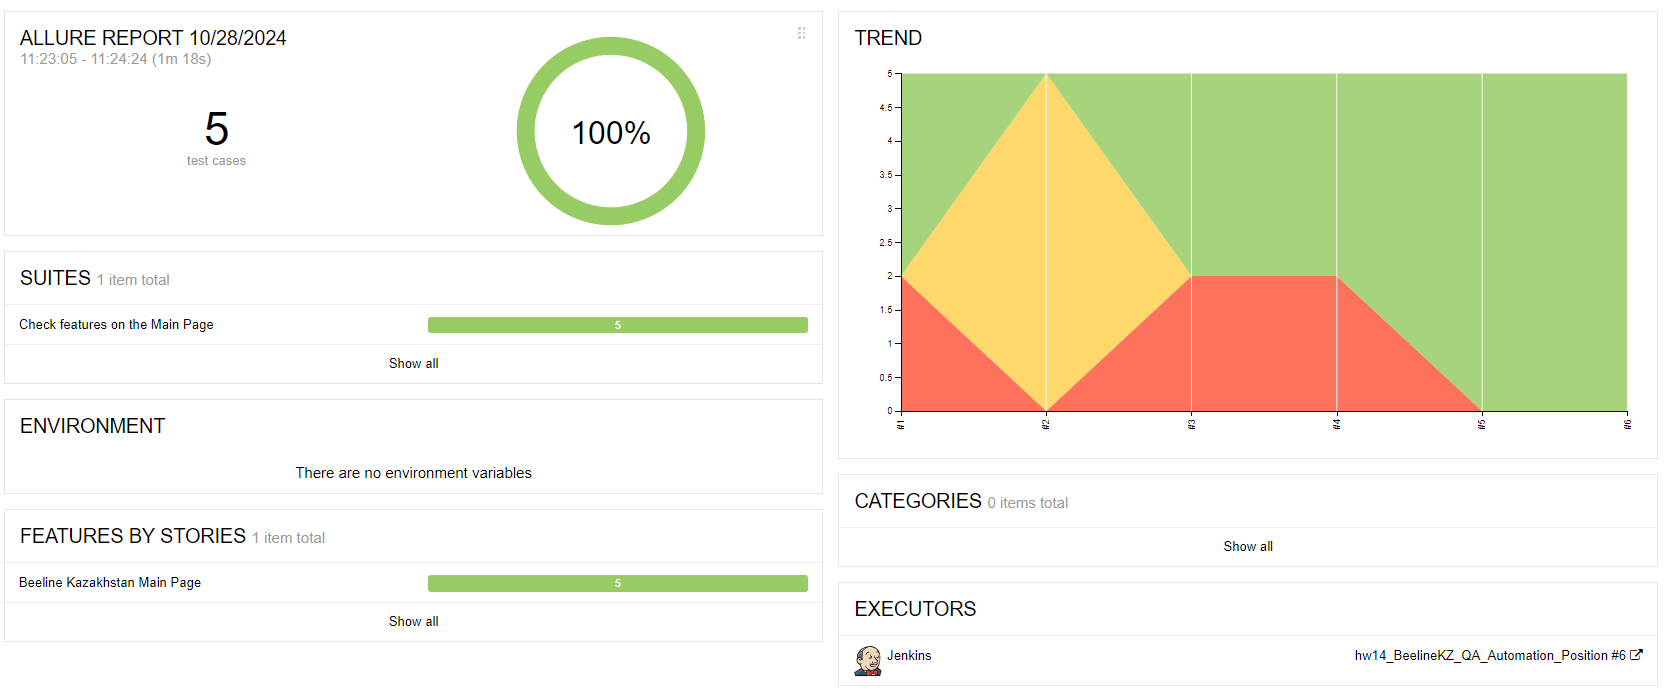 ALLURE REPORT 10/28/2024
11:23:05 - 11:24:24 (1m 18s)
5
test cases
100%
SUITES 1 item total
Check features on the Main Page 5
Show all
ENVIRONMENT
There are no environment variables
FEATURES BY STORIES 1 item total
Beeline Kazakhstan Main Page 5
Show all
TREND
5
4.5
4
3.5
3
2.5
2
1.5
1
0.5
0
#1 #2 #3 #4 #5 #6
CATEGORIES 0 items total
Show all
EXECUTORS
Jenkins hw14_BeelineKZ_QA_Automation_Position #6